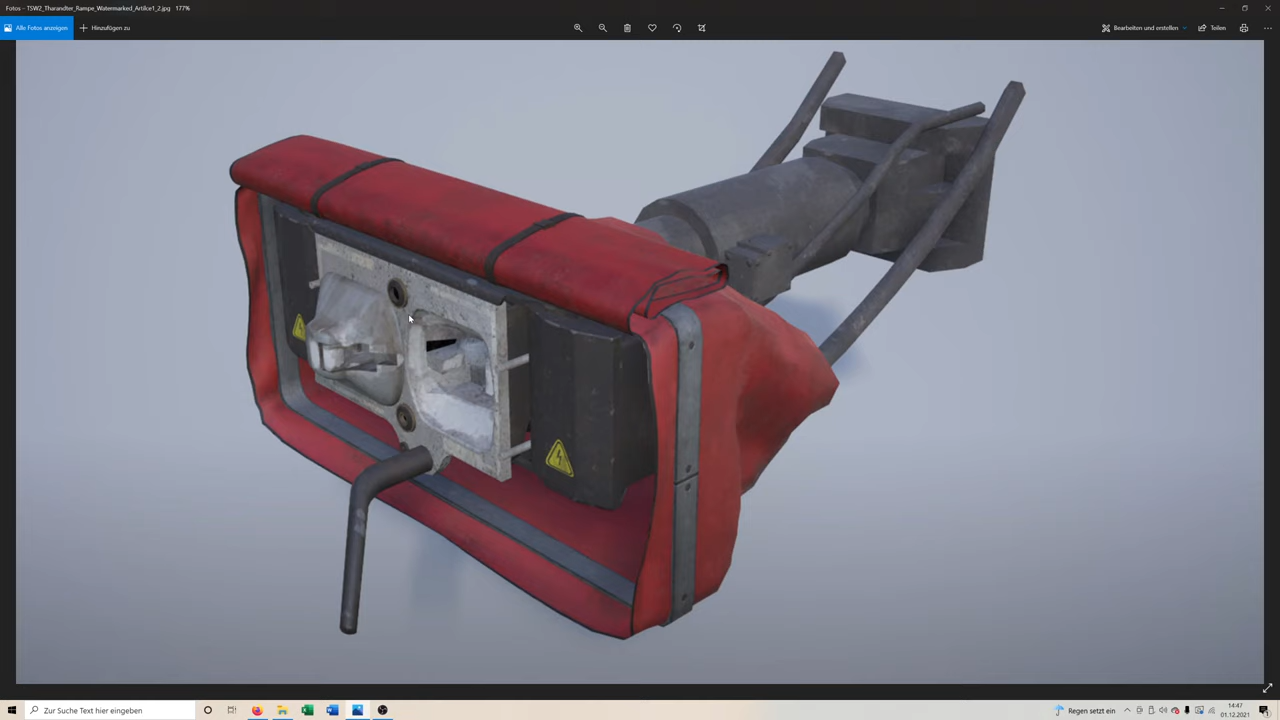 Fotos - TSW2_Tharandter_Rampe_Watermarked_Artilce1_2.jpg 177%
Alle Fotos anzeigen
Hinzufügen zu
Bearbeiten und erstellen
Teilen
Zur Suche Text hier eingeben
Regen setzt ein
14:47
01.12.2021